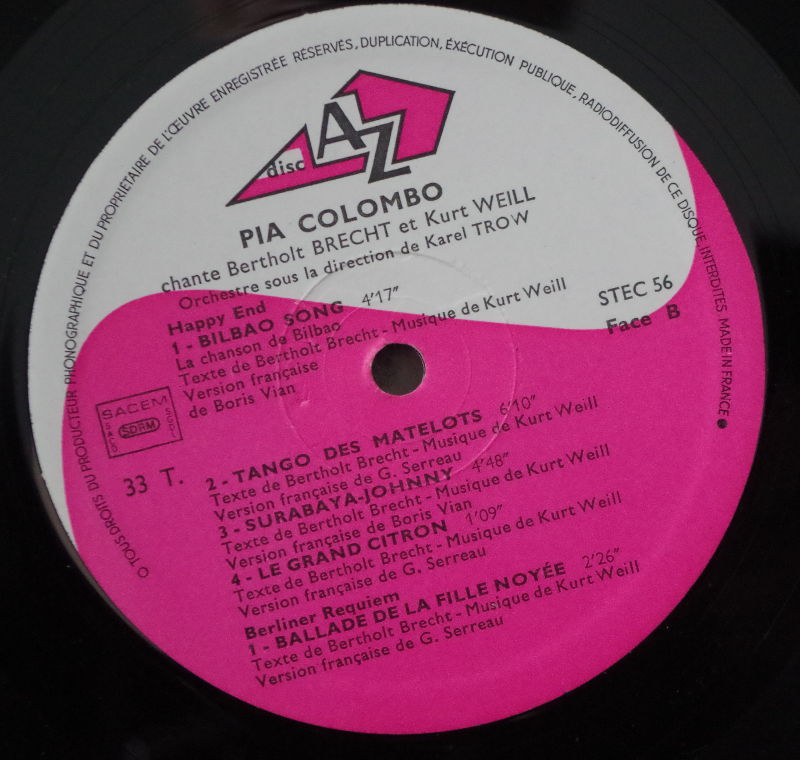 O TOUS DROITS DU PRODUCTEUR PHONOGRAPHIQUE ET DU PROPRIETAIRE DE L'ŒUVRE ENREGISTRÉE RÉSERVÉS, DUPLICATION, ÉXÉCUTION PUBLIQUE, RADIODIFFUSION DE CE DISQUE INTERDITES. MADE IN FRANCE ●
disc AZ
PIA COLOMBO
chante Bertholt BRECHT et Kurt WEILL
Orchestre sous la direction de Karel TROW
Happy End
1 - BILBAO SONG 4'17"
La chanson de Bilbao
Texte de Bertholt Brecht - Musique de Kurt Weill
Version française
de Boris Vian
STEC 56
Face B
SACEM
SACD SDRM SGDL
33 T.
2 - TANGO DES MATELOTS 6'10"
Texte de Bertholt Brecht - Musique de Kurt Weill
Version française de G. Serreau
3 - SURABAYA-JOHNNY 4'48"
Texte de Bertholt Brecht - Musique de Kurt Weill
Version française de Boris Vian
4 - LE GRAND CITRON 1'09"
Texte de Bertholt Brecht - Musique de Kurt Weill
Version française de G. Serreau
Berliner Requiem
1 - BALLADE DE LA FILLE NOYÉE 2'26"
Texte de Bertholt Brecht - Musique de Kurt Weill
Version française de G. Serreau